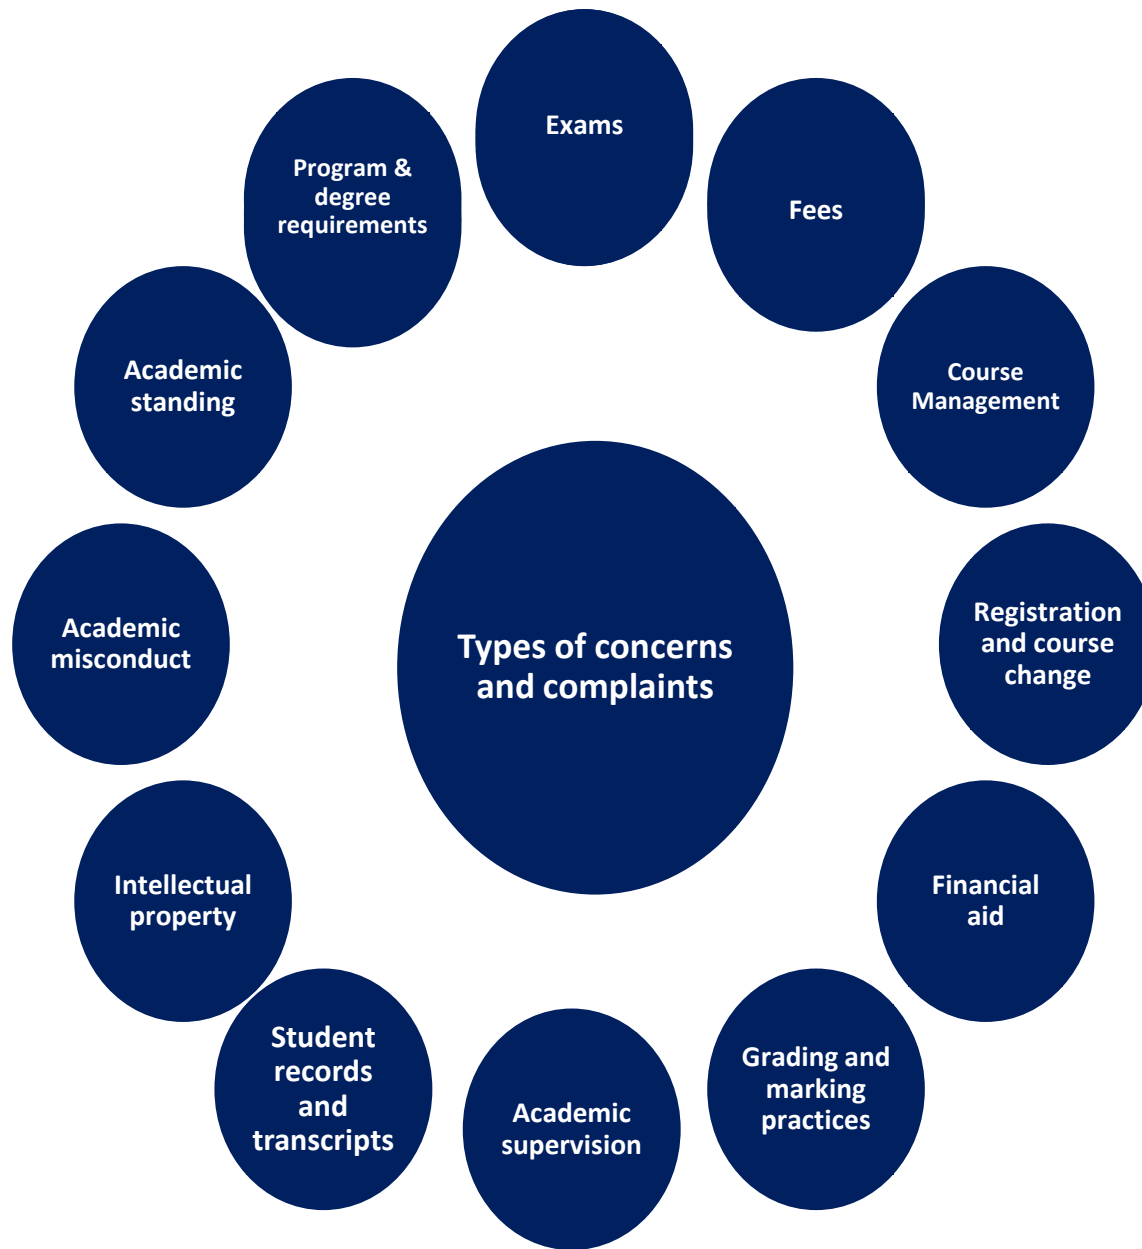 Exams
Fees
Course
Management
Registration
and course
change
Financial
aid
Grading and
marking
practices
Academic
supervision
Student
records
and
transcripts
Intellectual
property
Academic
misconduct
Academic
standing
Program &
degree
requirements
Types of concerns
and complaints